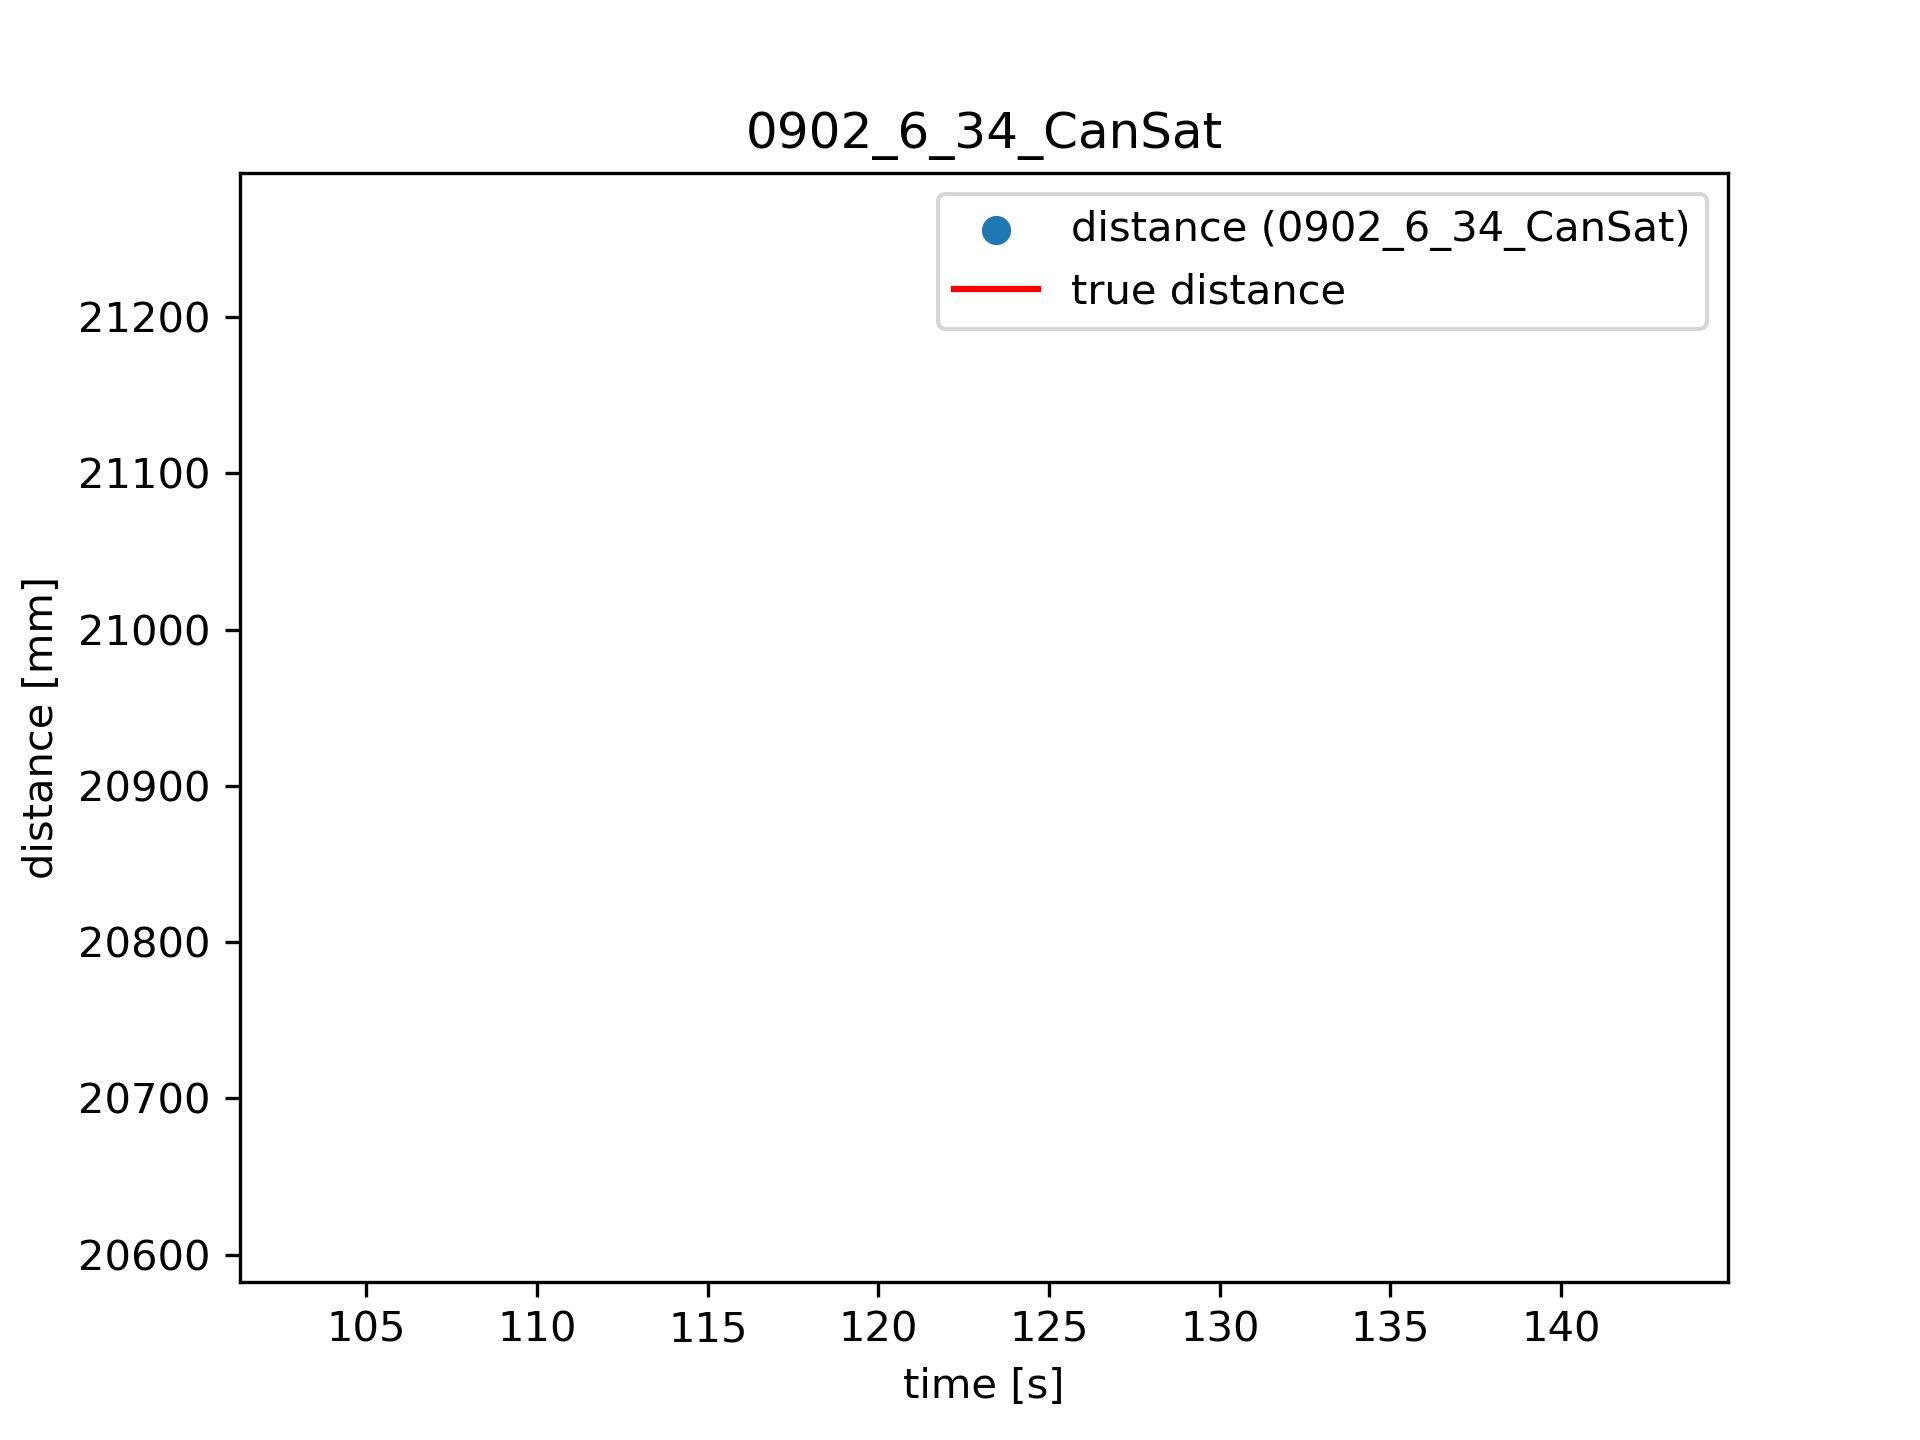 0902_6_34_CanSat
distance (0902_6_34_CanSat)
true distance
21200
21100
21000
20900
20800
20700
20600
distance [mm]
105 110 115 120 125 130 135 140
time [s]